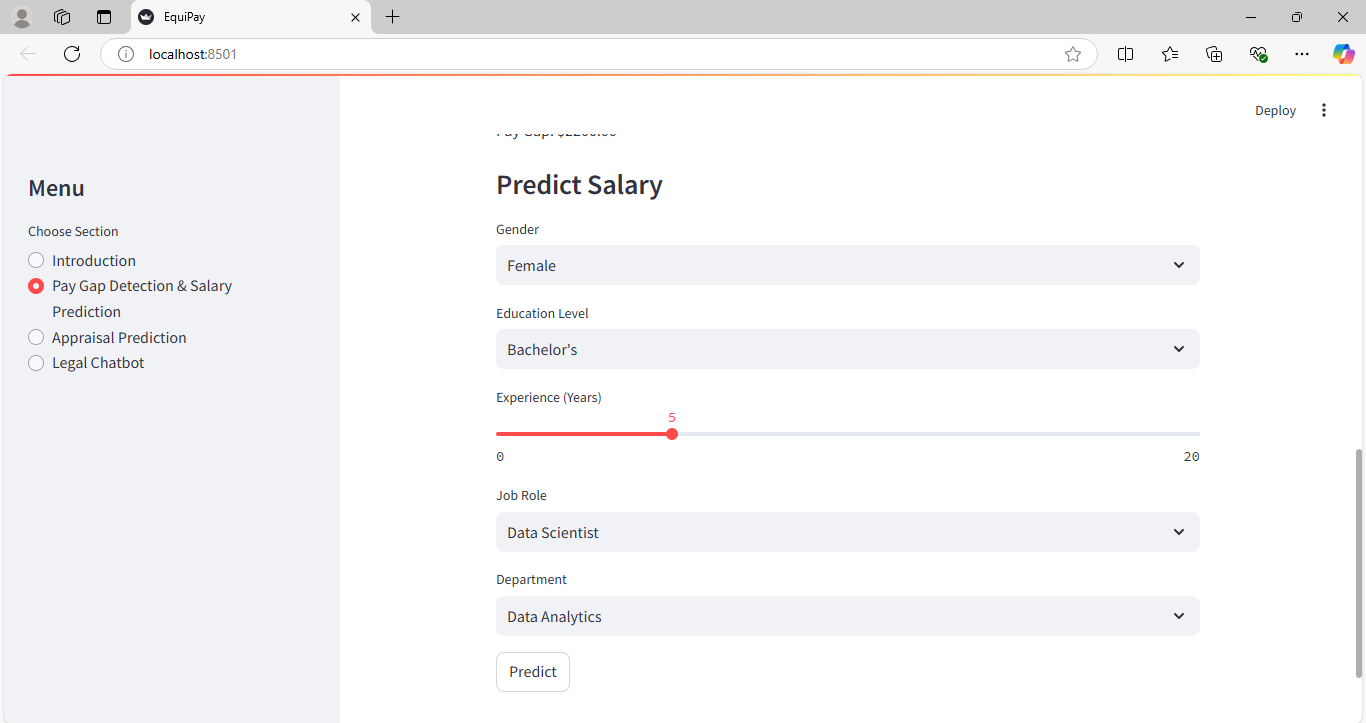 EquiPay
localhost:8501
Deploy
Menu
Choose Section
Introduction
Pay Gap Detection & Salary
Prediction
Appraisal Prediction
Legal Chatbot
Predict Salary
Gender
Female
Education Level
Bachelor's
Experience (Years)
5
0 20
Job Role
Data Scientist
Department
Data Analytics
Predict